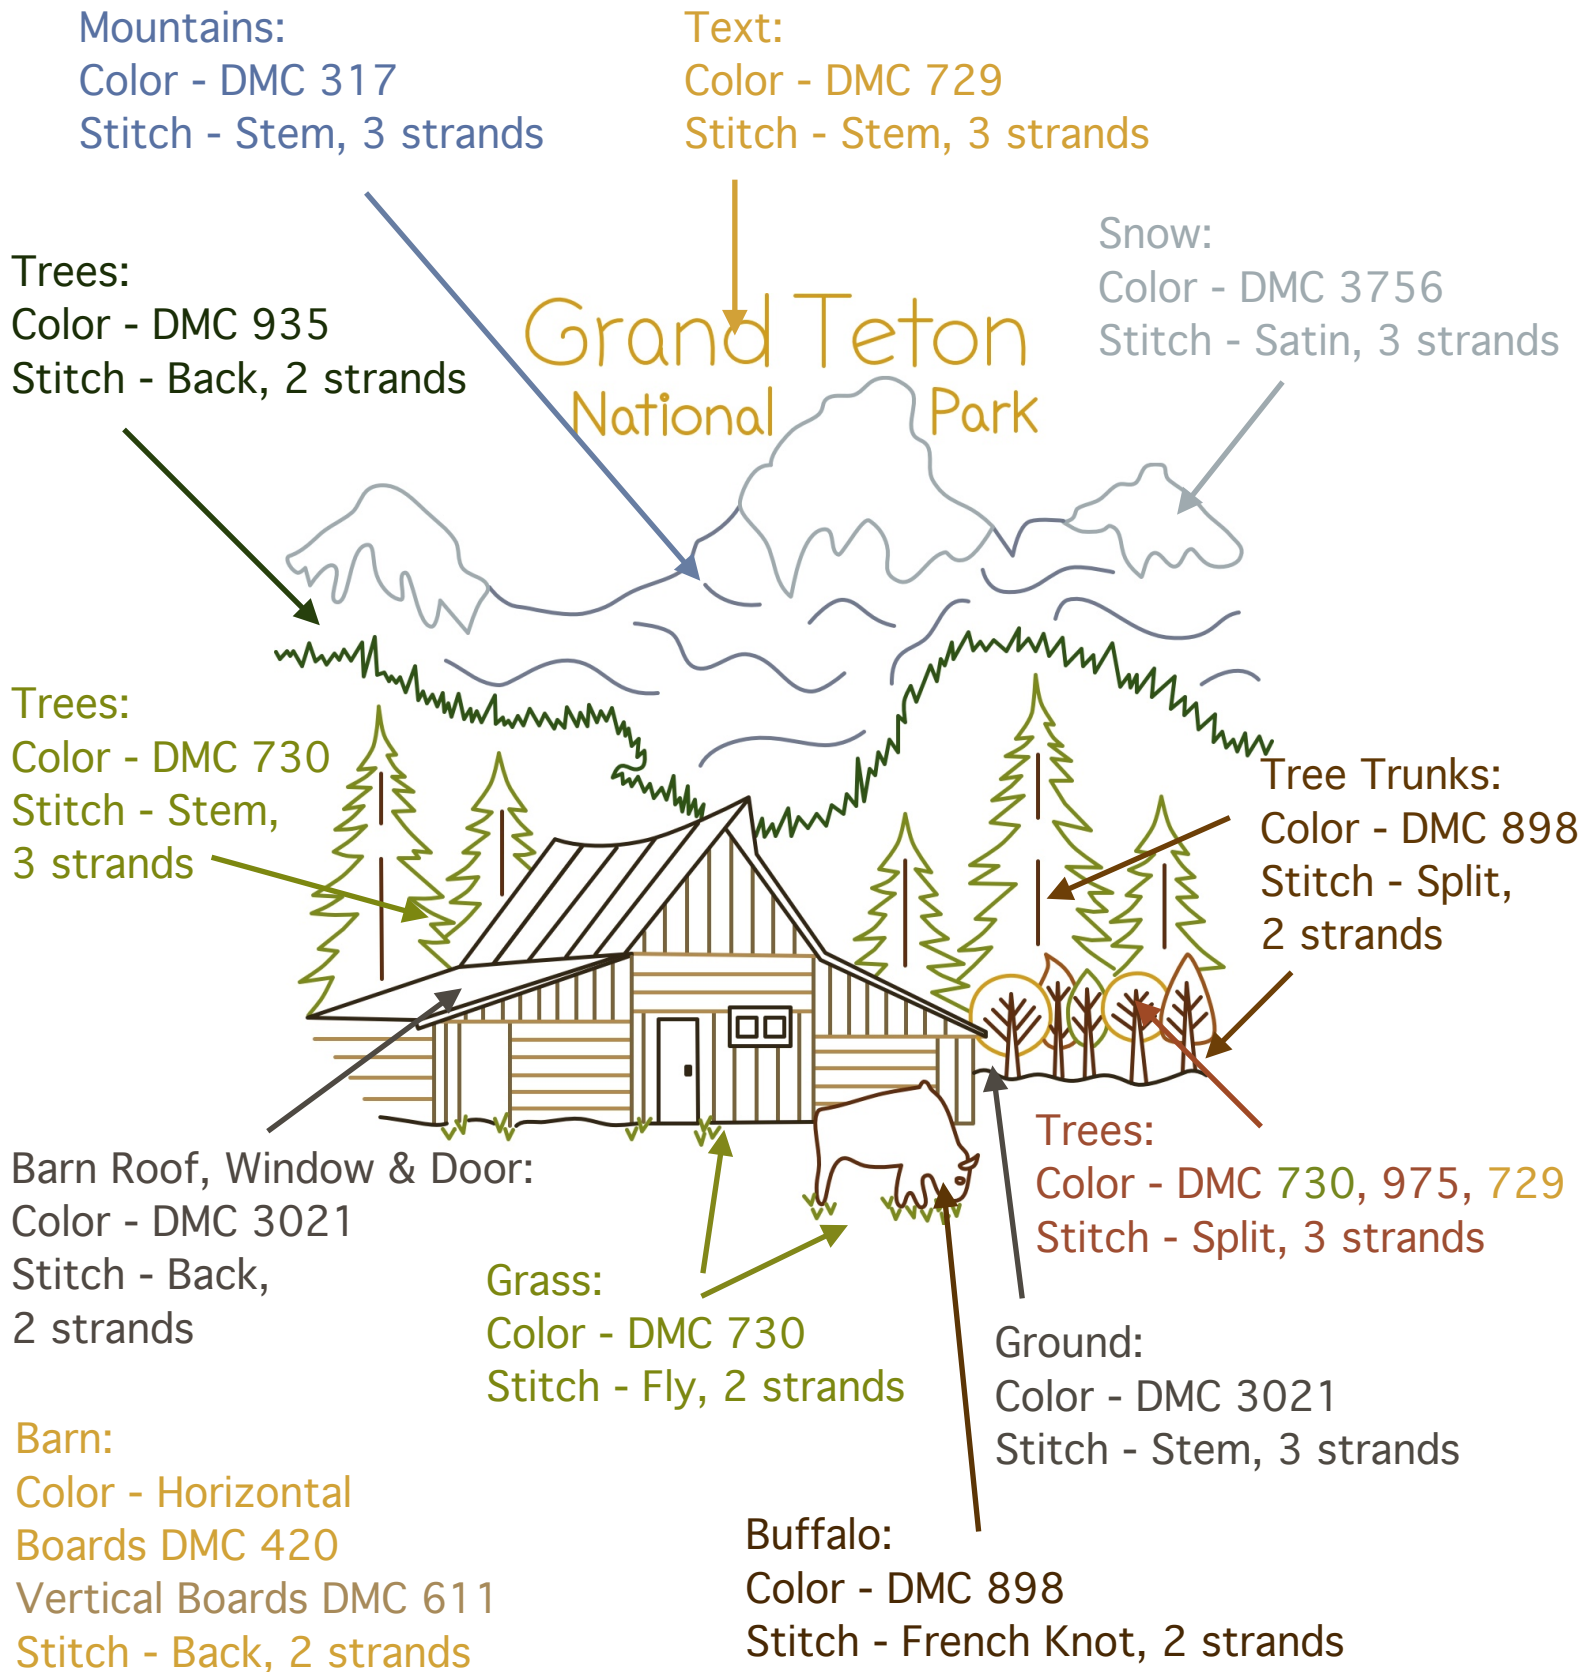 Mountains:
Color - DMC 317
Stitch - Stem, 3 strands
Text:
Color - DMC 729
Stitch - Stem, 3 strands
Snow:
Color - DMC 3756
Stitch - Satin, 3 strands
Trees:
Color - DMC 935
Stitch - Back, 2 strands
Grand Teton
National Park
Trees:
Color - DMC 730
Stitch - Stem,
3 strands
Tree Trunks:
Color - DMC 898
Stitch - Split,
2 strands
Barn Roof, Window & Door:
Color - DMC 3021
Stitch - Back,
2 strands
Trees:
Color - DMC 730, 975, 729
Stitch - Split, 3 strands
Grass:
Color - DMC 730
Stitch - Fly, 2 strands
Ground:
Color - DMC 3021
Stitch - Stem, 3 strands
Barn:
Color - Horizontal
Boards DMC 420
Vertical Boards DMC 611
Stitch - Back, 2 strands
Buffalo:
Color - DMC 898
Stitch - French Knot, 2 strands